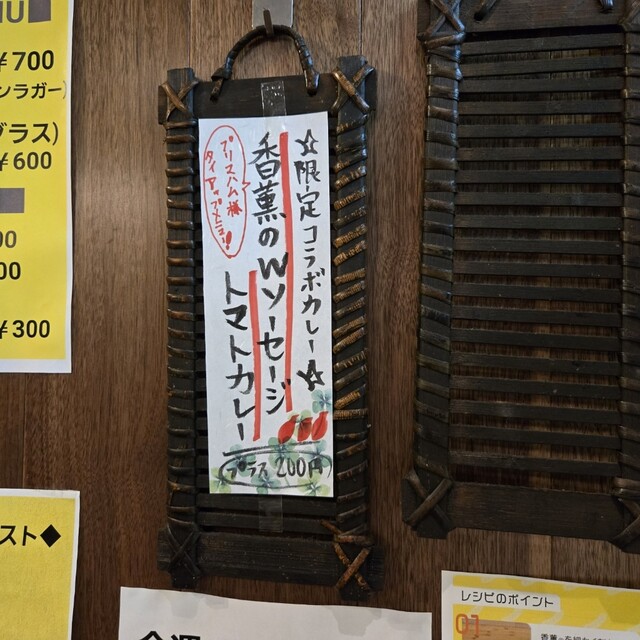 ☆限定コラボカレー☆
香薫のWソーセージ
トマトカレー
プリマハム様
タイアップメニュー!
プラス 200円
NU
¥700
ンラガー)
グラス)
¥600
00
00
¥300
スト◆
レシピのポイント
01